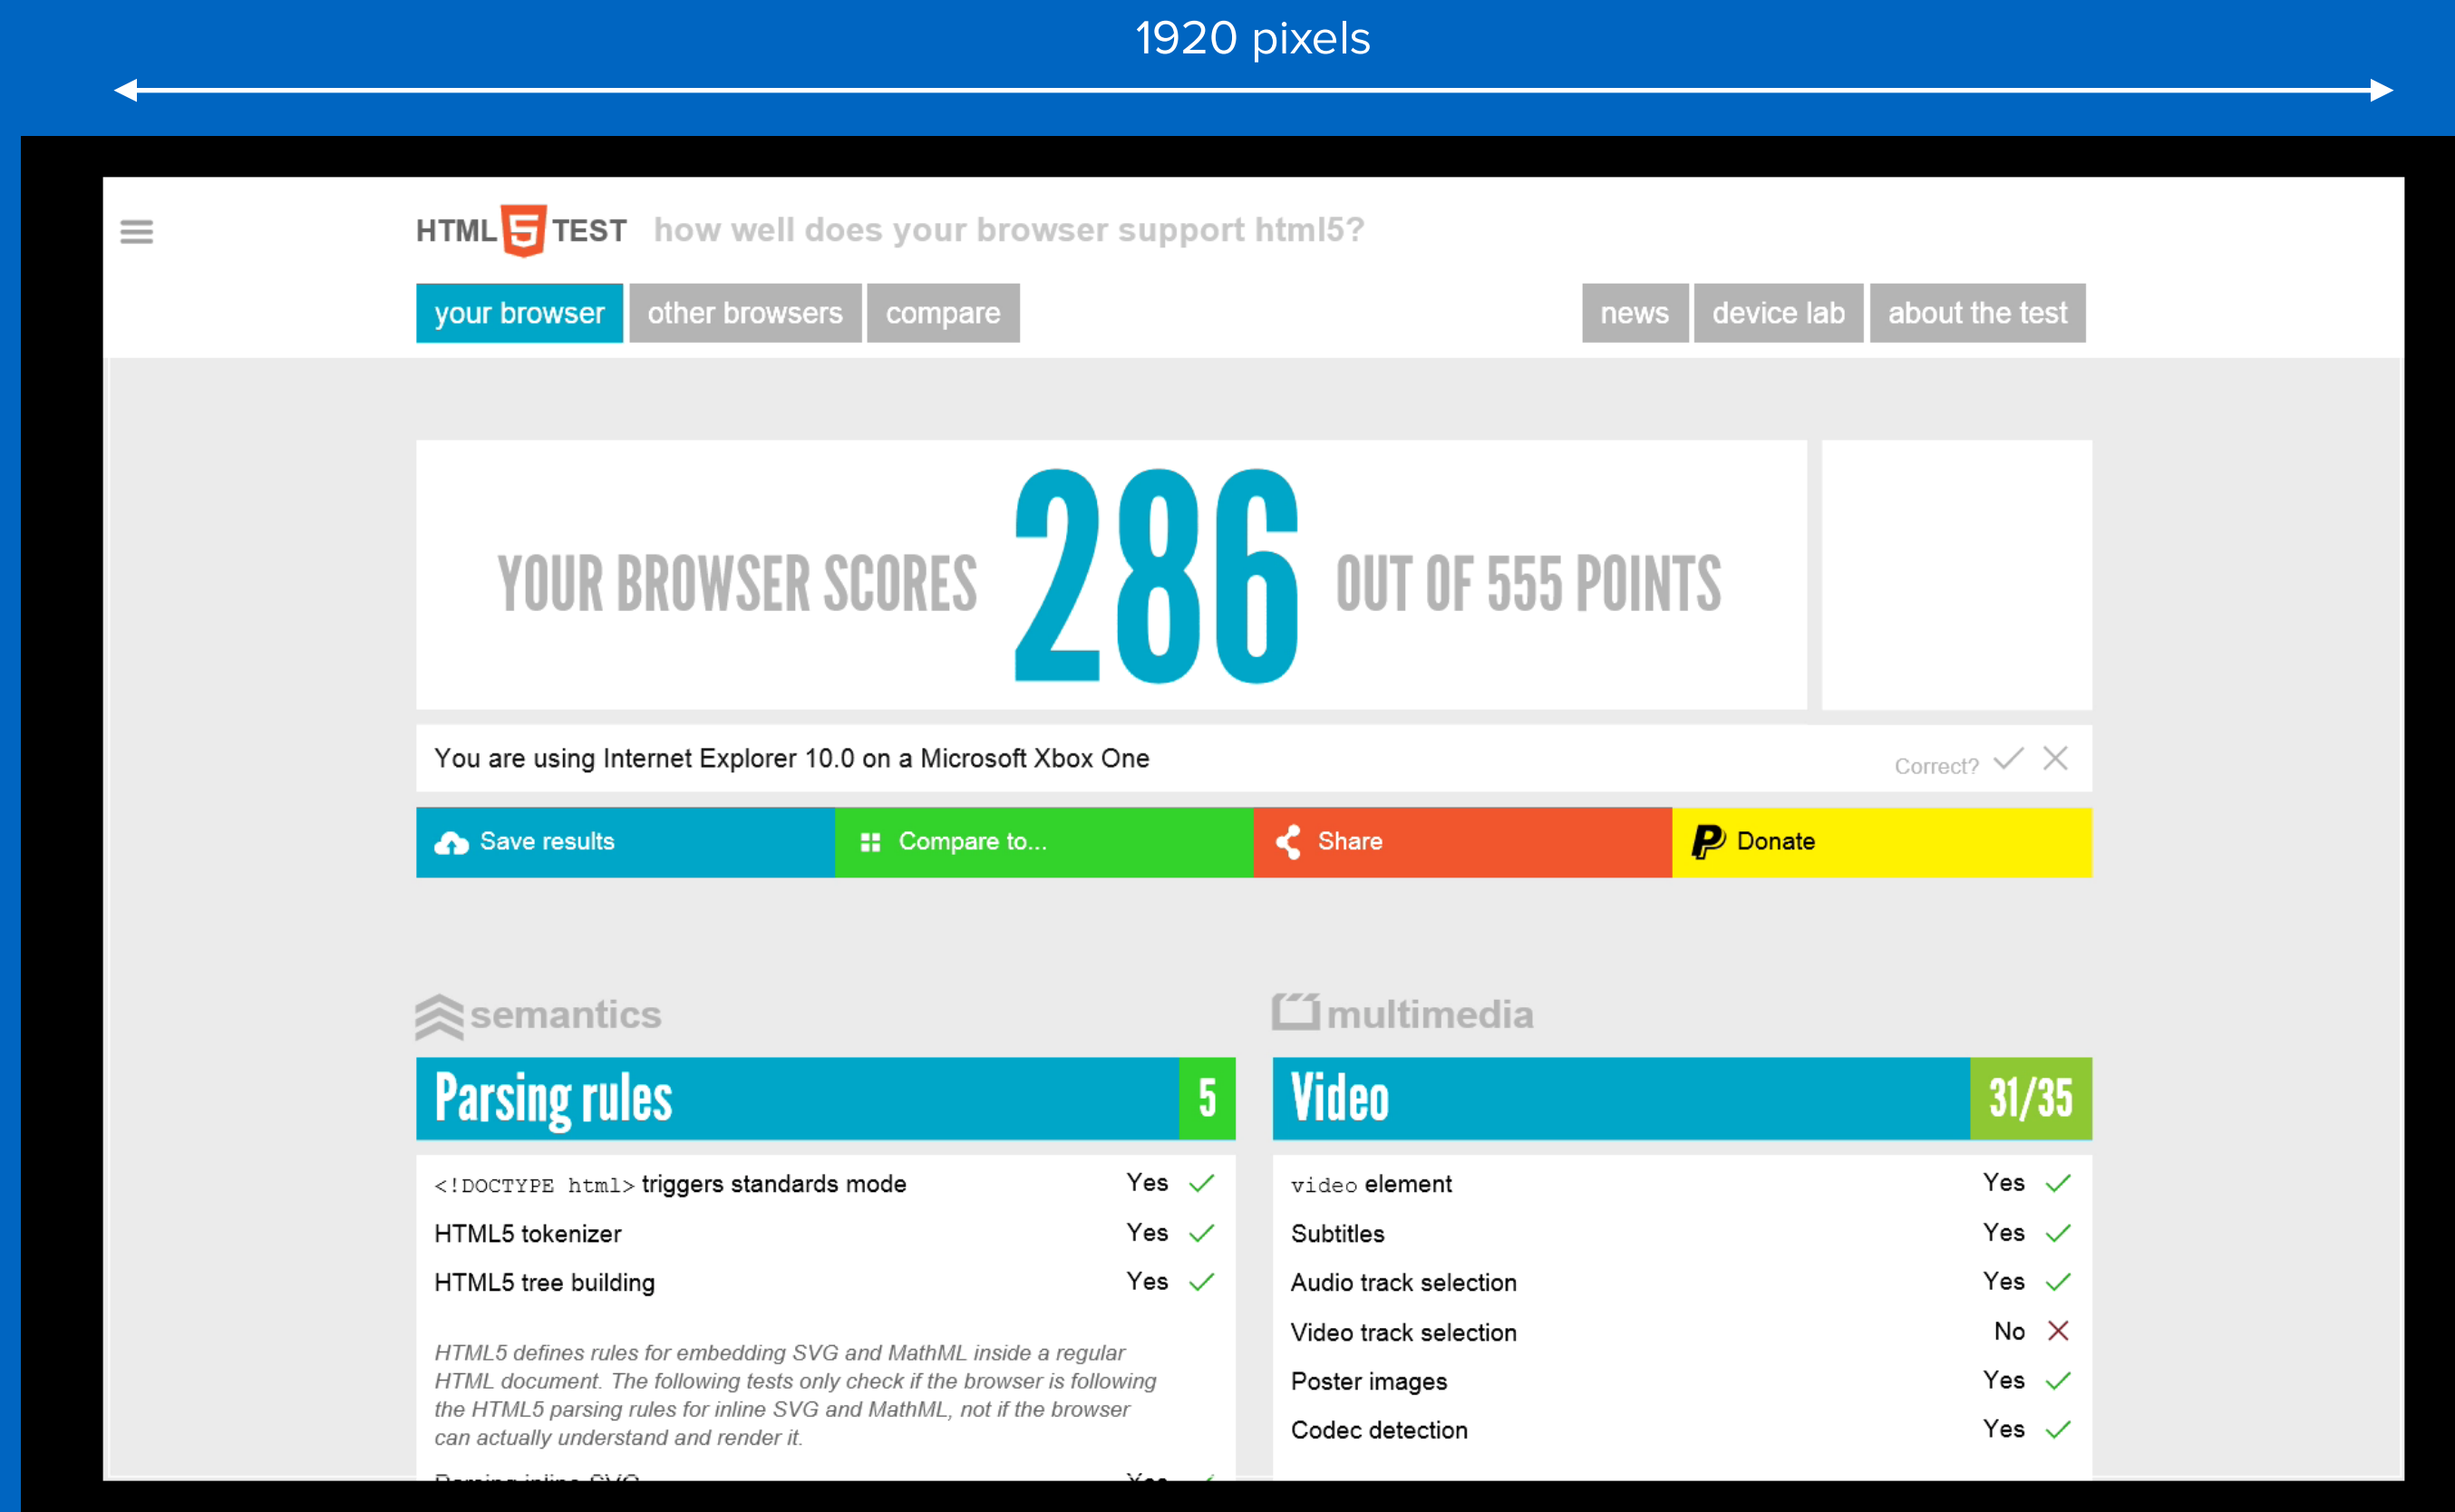 1920 pixels
HTML 5 TEST how well does your browser support html5?
your browser other browsers compare news device lab about the test
YOUR BROWSER SCORES 286 OUT OF 555 POINTS
You are using Internet Explorer 10.0 on a Microsoft Xbox One Correct?
Save results Compare to... Share Donate
semantics
Parsing rules 5
<!DOCTYPE html> triggers standards mode Yes
HTML5 tokenizer Yes
HTML5 tree building Yes
HTML5 defines rules for embedding SVG and MathML inside a regular
HTML document. The following tests only check if the browser is following
the HTML5 parsing rules for inline SVG and MathML, not if the browser
can actually understand and render it.
Parsing inline SVG Yes
multimedia
Video 31/35
video element Yes
Subtitles Yes
Audio track selection Yes
Video track selection No
Poster images Yes
Codec detection Yes